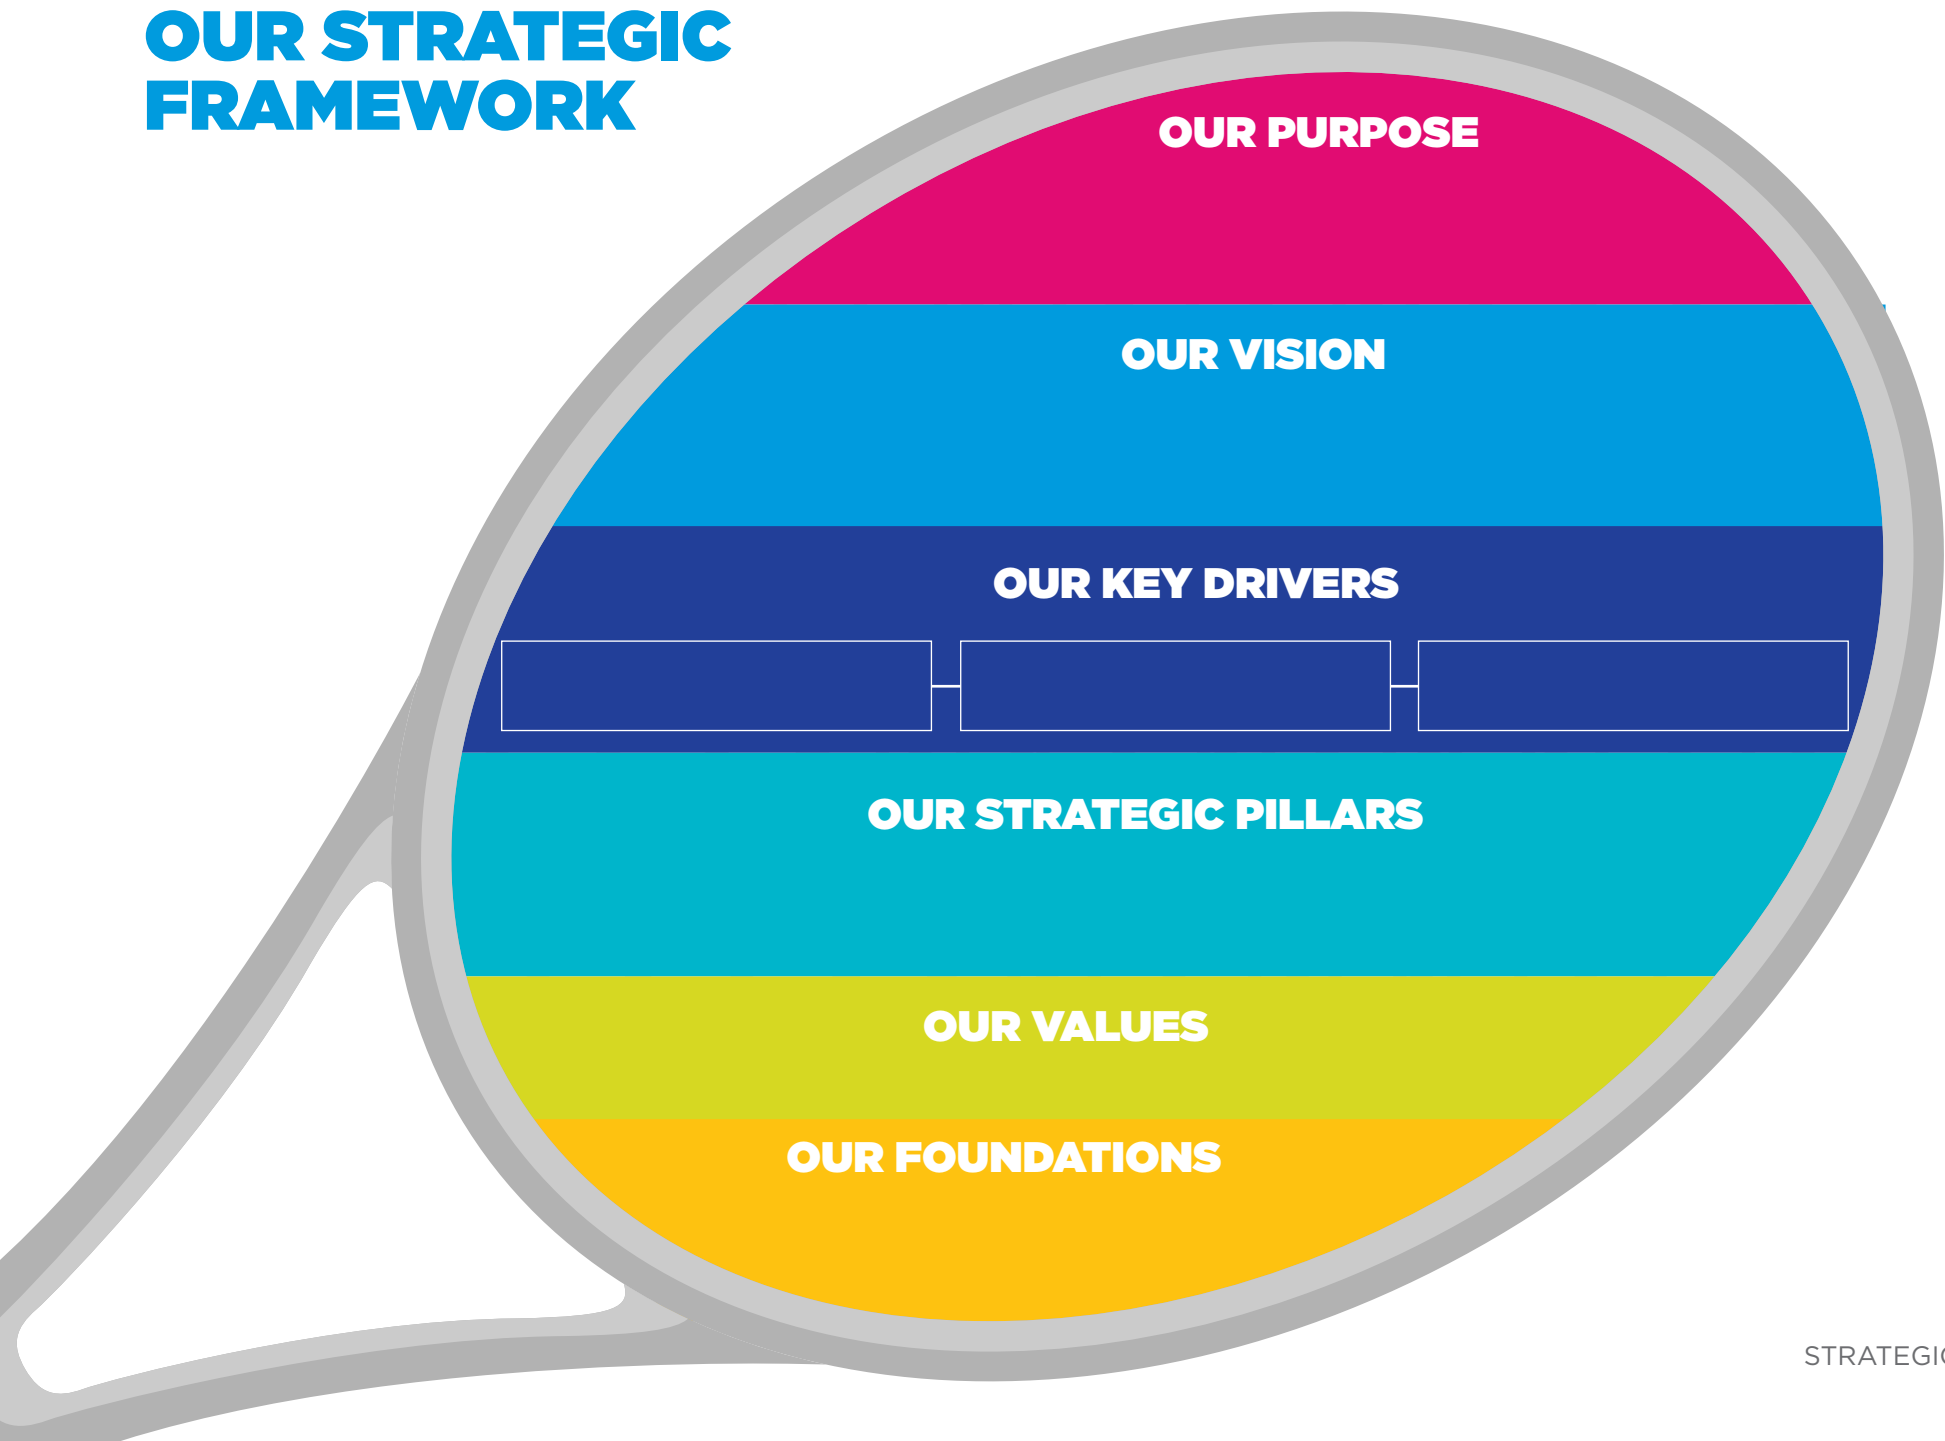 OUR STRATEGIC
FRAMEWORK
OUR PURPOSE
OUR VISION
OUR KEY DRIVERS
OUR STRATEGIC PILLARS
OUR VALUES
OUR FOUNDATIONS